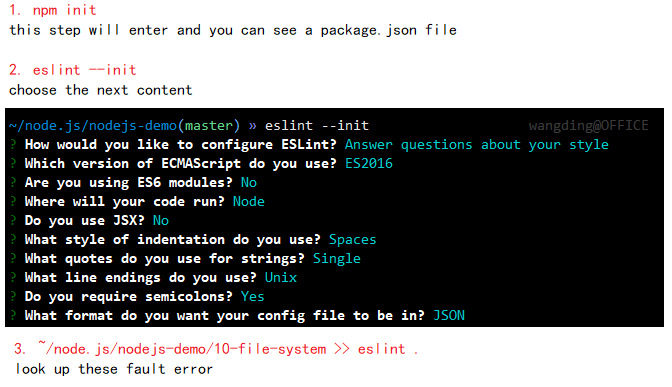 1. npm init
this step will enter and you can see a package.json file
2. eslint --init
choose the next content
~/node.js/nodejs-demo(master) » eslint --init wangding@OFFICE
? How would you like to configure ESLint? Answer questions about your style
? Which version of ECMAScript do you use? ES2016
? Are you using ES6 modules? No
? Where will your code run? Node
? Do you use JSX? No
? What style of indentation do you use? Spaces
? What quotes do you use for strings? Single
? What line endings do you use? Unix
? Do you require semicolons? Yes
? What format do you want your config file to be in? JSON
3. ~/node.js/nodejs-demo/10-file-system >> eslint .
look up these fault error